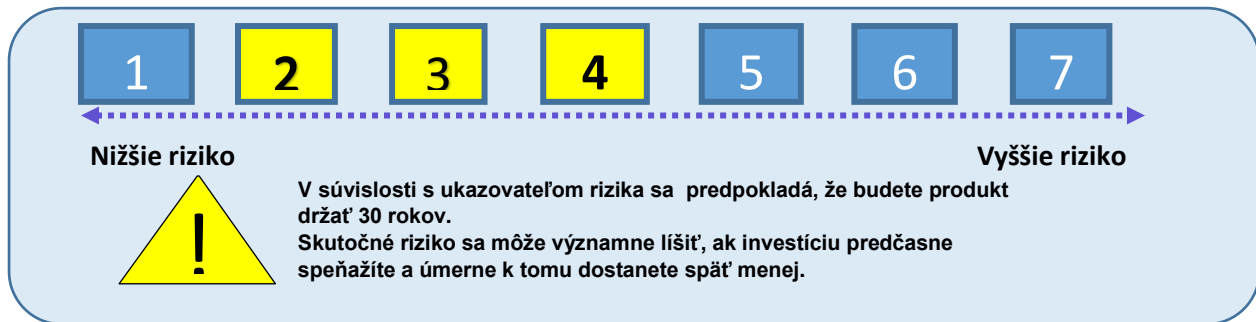 1 2 3 4 5 6 7
Nižšie riziko Vyššie riziko
!
V súvislosti s ukazovateľom rizika sa predpokladá, že budete produkt
držať 30 rokov.
Skutočné riziko sa môže významne líšiť, ak investíciu predčasne
speňažíte a úmerne k tomu dostanete späť menej.